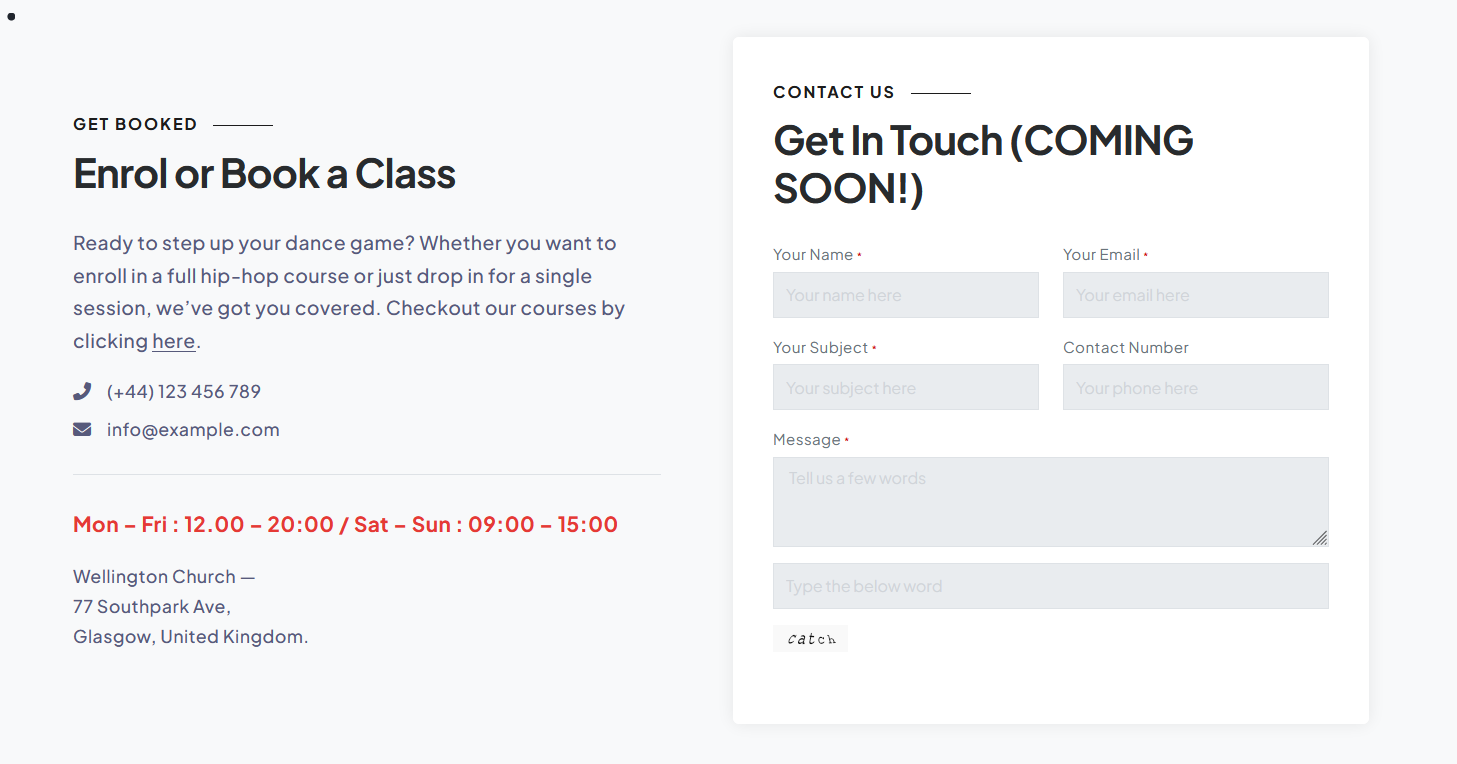 GET BOOKED
Enrol or Book a Class
Ready to step up your dance game? Whether you want to
enroll in a full hip-hop course or just drop in for a single
session, we’ve got you covered. Checkout our courses by
clicking here.
(+44) 123 456 789
info@example.com
Mon – Fri : 12.00 – 20:00 / Sat – Sun : 09:00 – 15:00
Wellington Church —
77 Southpark Ave,
Glasgow, United Kingdom.
CONTACT US
Get In Touch (COMING
SOON!)
Your Name *
Your Email *
Your name here
Your email here
Your Subject *
Contact Number
Your subject here
Your phone here
Message *
Tell us a few words
Type the below word
catch